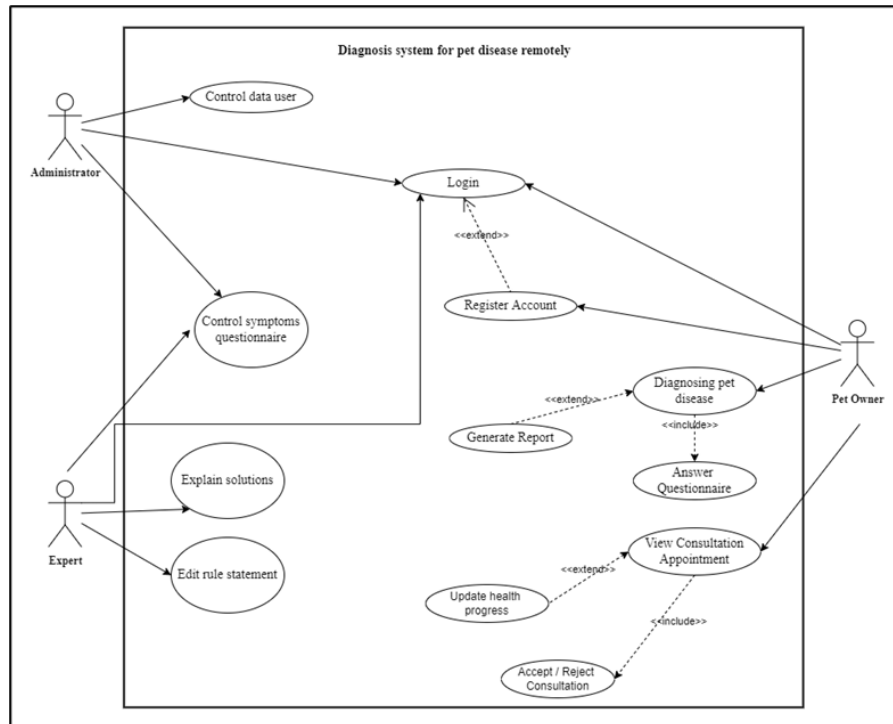 Diagnosis system for pet disease remotely
Control data user
Administrator
Login
<<extend>>
Register Account
Control symptoms
questionnaire
Pet Owner
Diagnosing pet
disease
<<extend>>
<<include>>
Generate Report
Answer
Questionnaire
Explain solutions
Expert
Edit rule statement
View Consultation
Appointment
<<extend>>
Update health
progress
<<include>>
Accept / Reject
Consultation